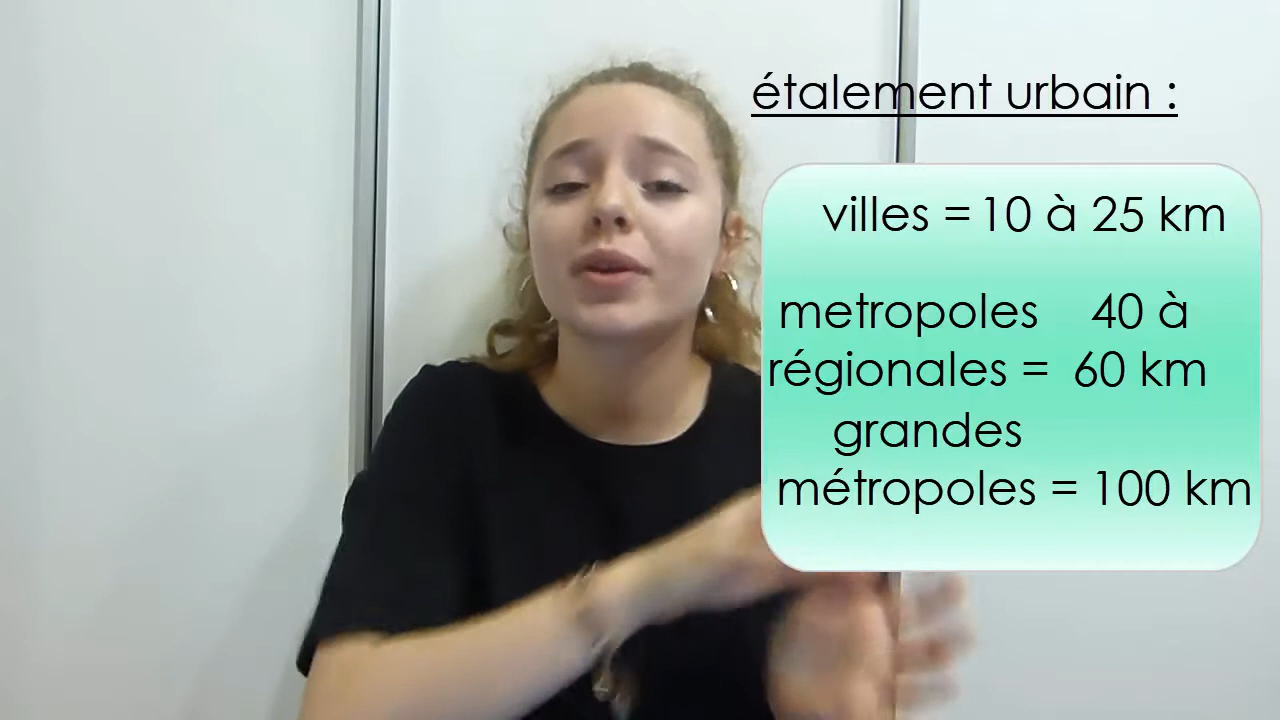 étalement urbain :
villes = 10 à 25 km
metropoles 40 à
régionales = 60 km
grandes
métropoles = 100 km